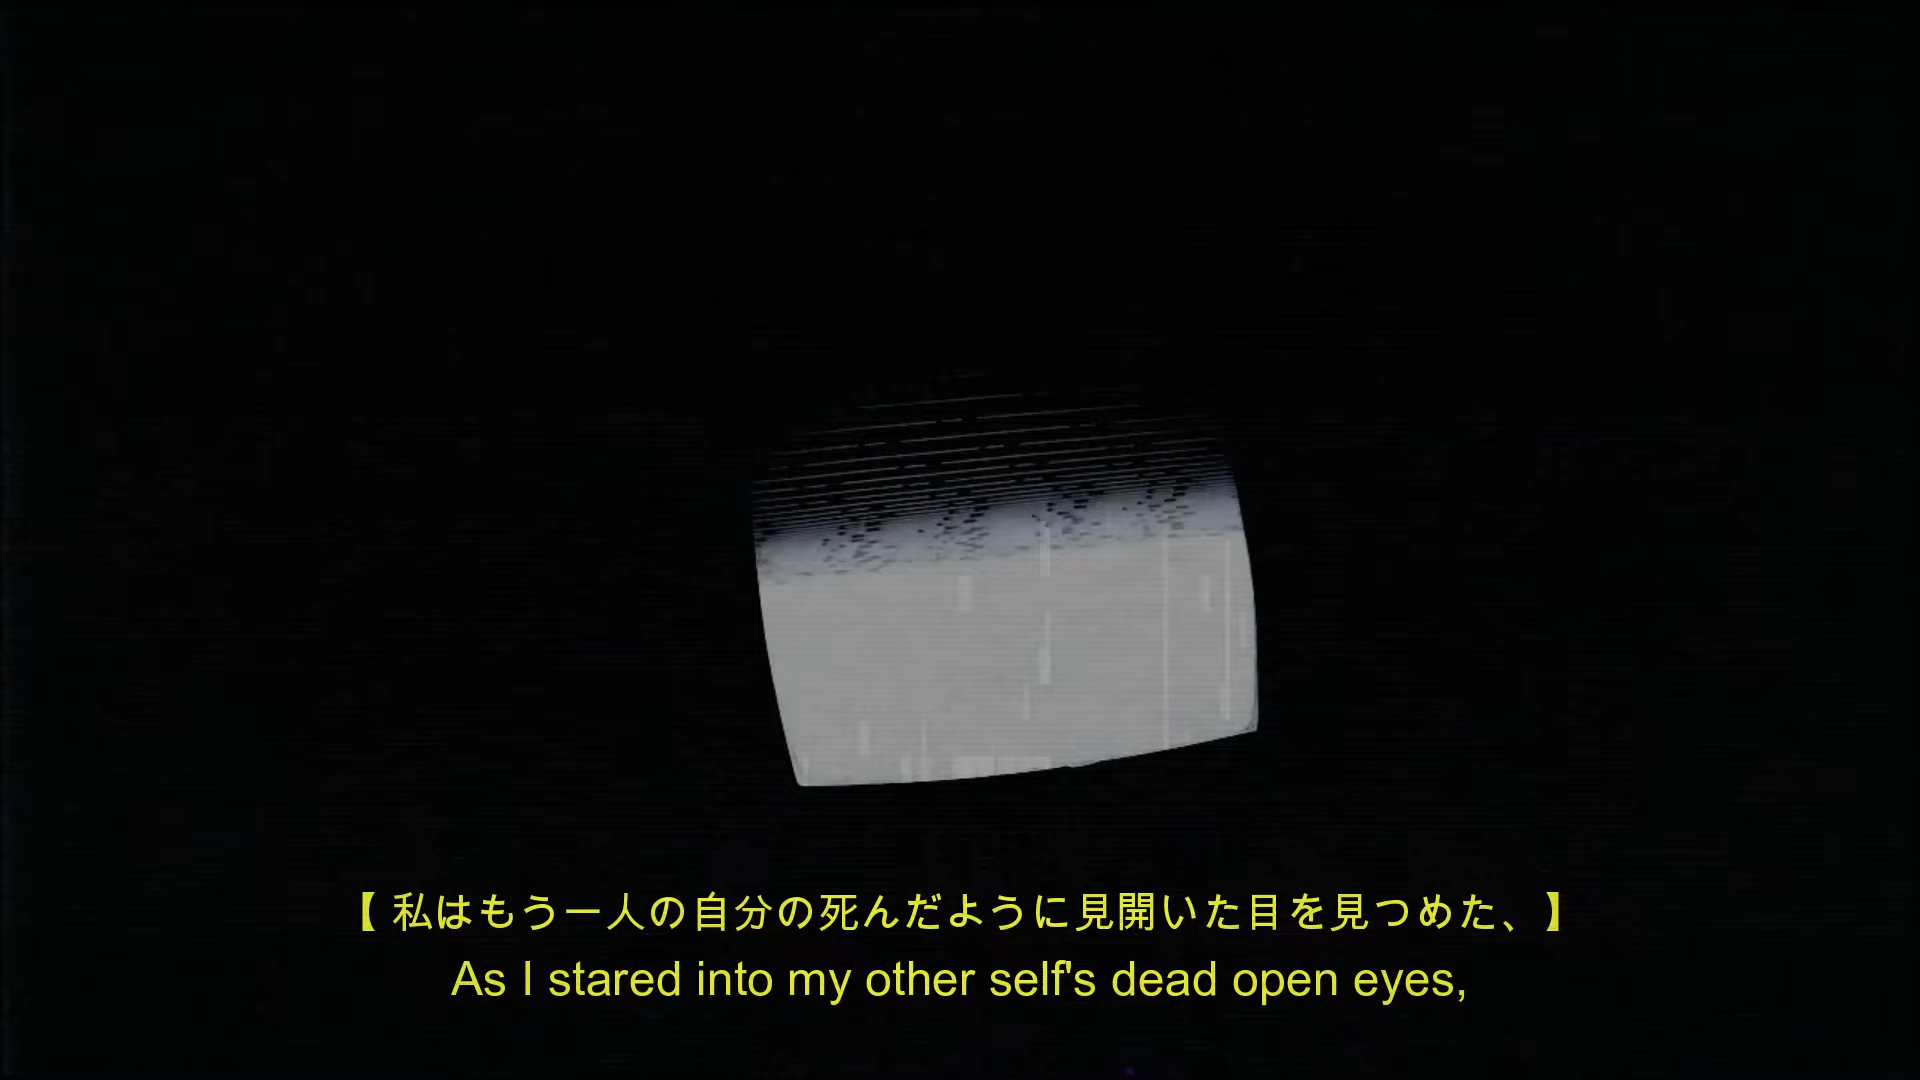 【 私はもう一人の自分の死んだように見開いた目を見つめた、】
As I stared into my other self's dead open eyes,